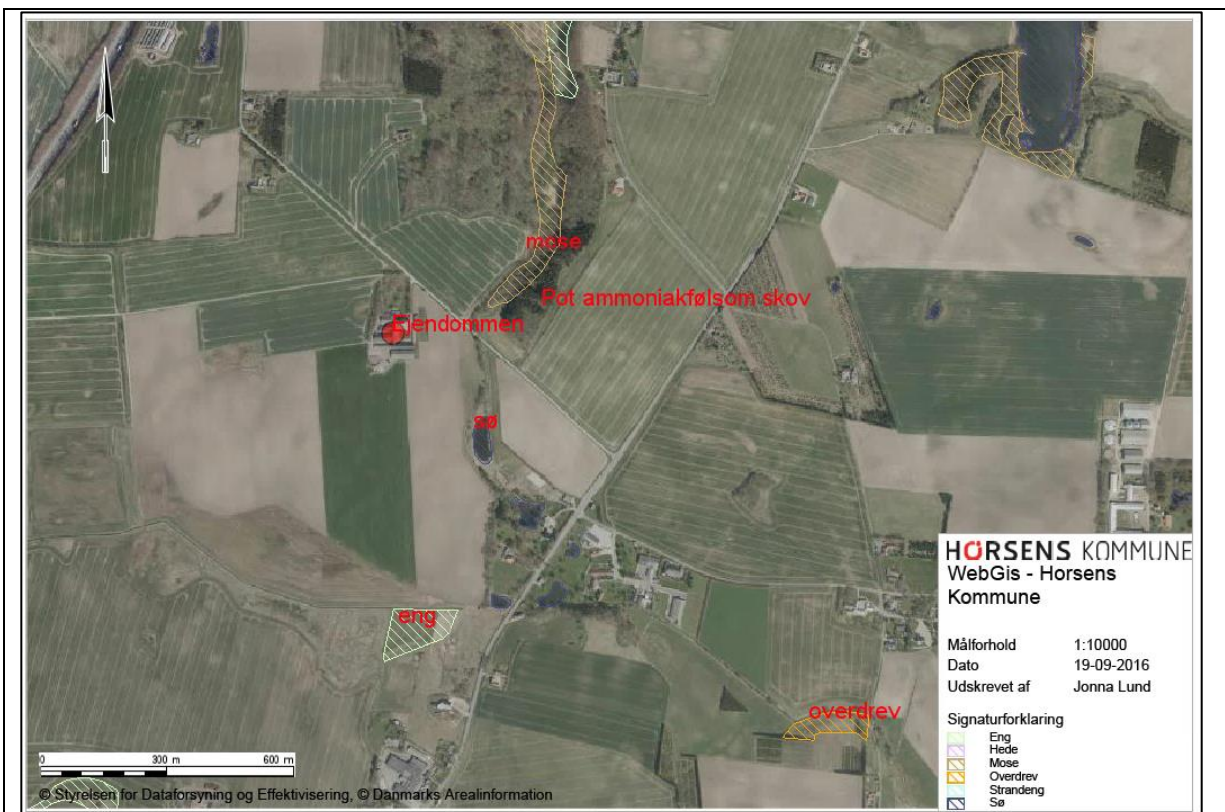 mose
Pot ammoniakfølsom skov
Ejendommen
sø
eng
overdrev
HORSENS KOMMUNE
WebGis - Horsens
Kommune
Målforhold 1:10000
Dato 19-09-2016
Udskrevet af Jonna Lund
Signaturforklaring
Eng
Hede
Mose
Overdrev
Strandeng
Sø
0 300 m 600 m
© Styrelsen for Dataforsyning og Effektivisering, © Danmarks Arealinformation